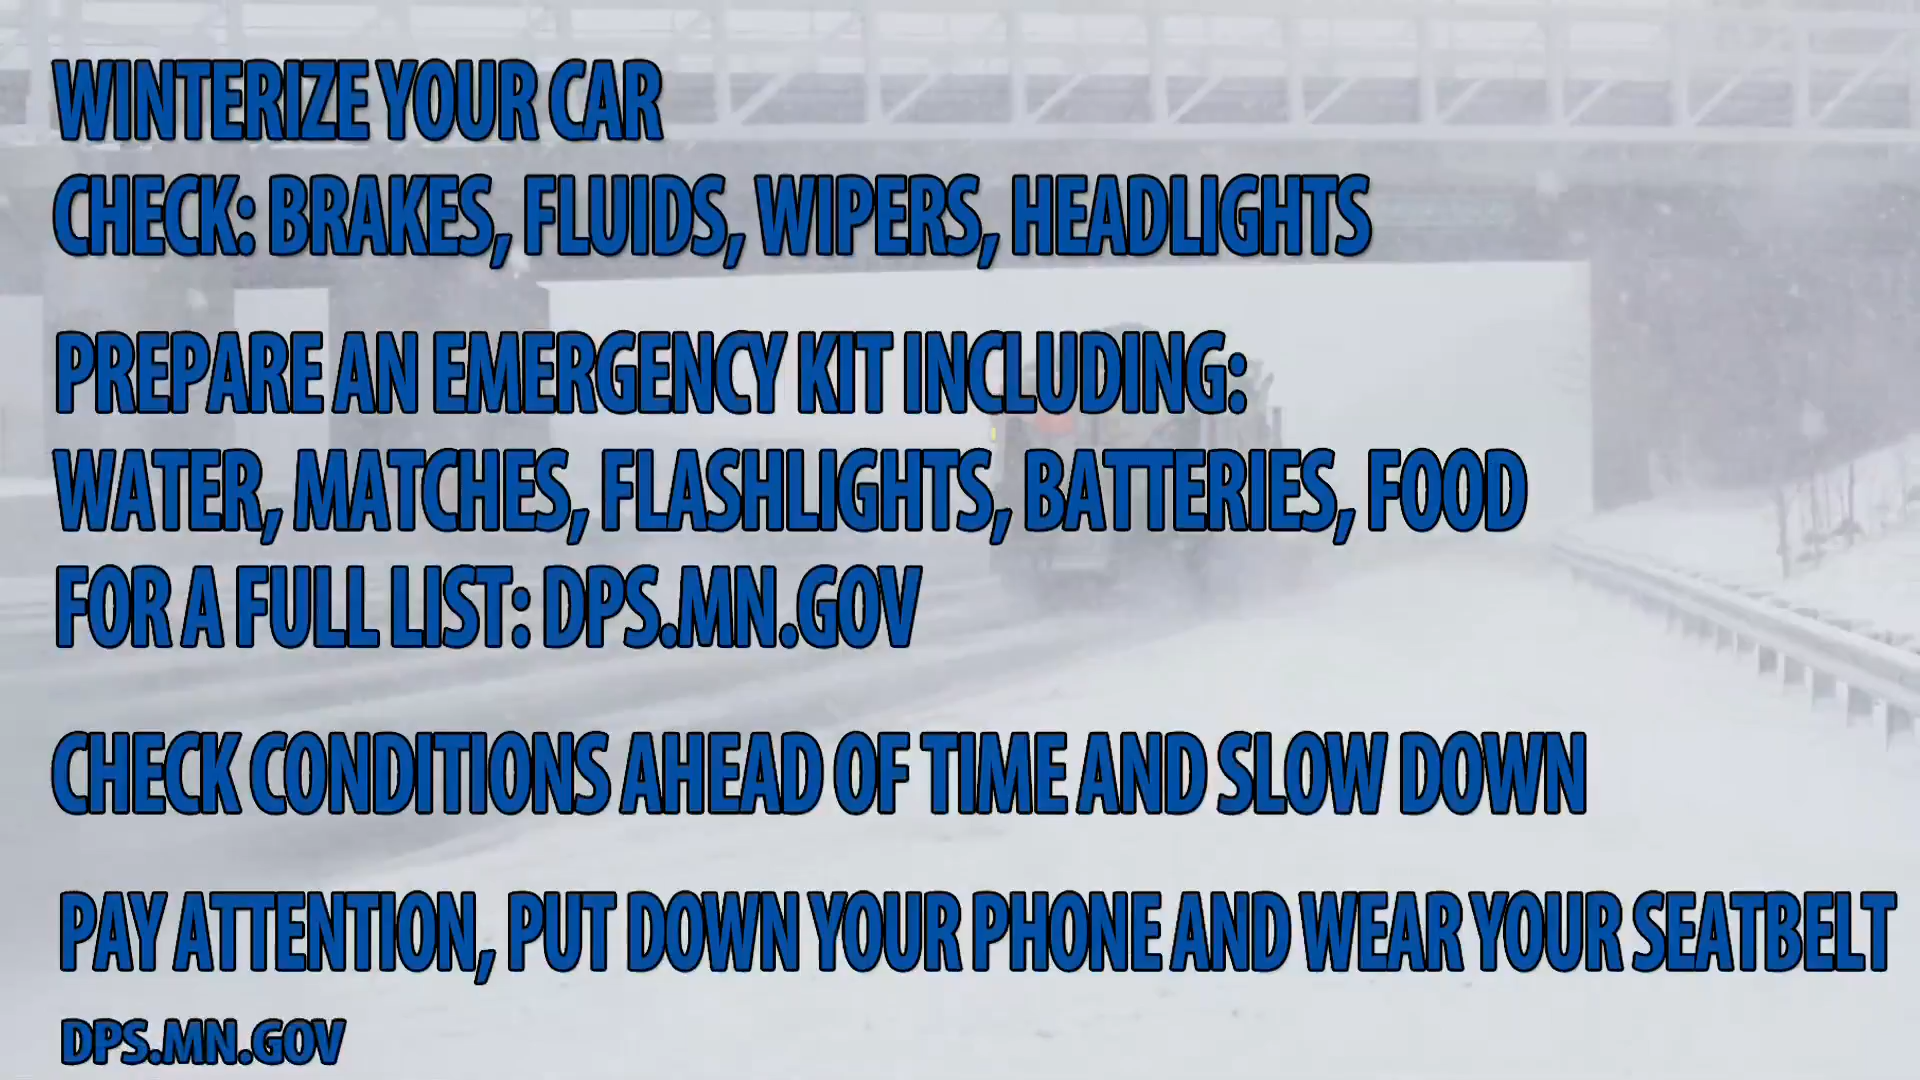 WINTERIZE YOUR CAR
CHECK: BRAKES, FLUIDS, WIPERS, HEADLIGHTS
PREPARE AN EMERGENCY KIT INCLUDING:
WATER, MATCHES, FLASHLIGHTS, BATTERIES, FOOD
FOR A FULL LIST: DPS.MN.GOV
CHECK CONDITIONS AHEAD OF TIME AND SLOW DOWN
PAY ATTENTION, PUT DOWN YOUR PHONE AND WEAR YOUR SEATBELT
DPS.MN.GOV